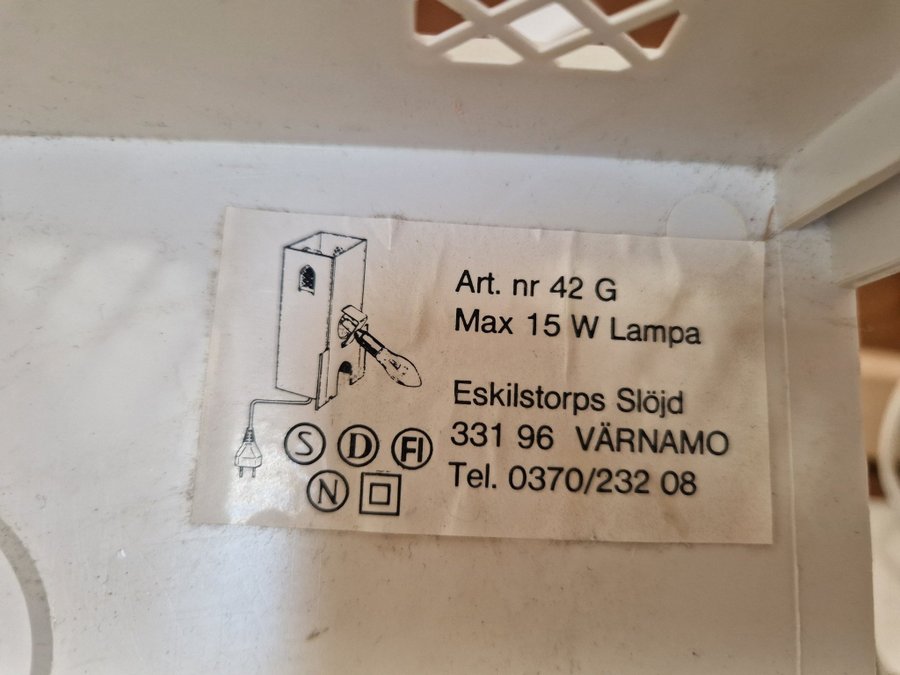 Art. nr 42 G
Max 15 W Lampa
Eskilstorps Slöjd
331 96 VÄRNAMO
Tel. 0370/232 08
S D FI
N